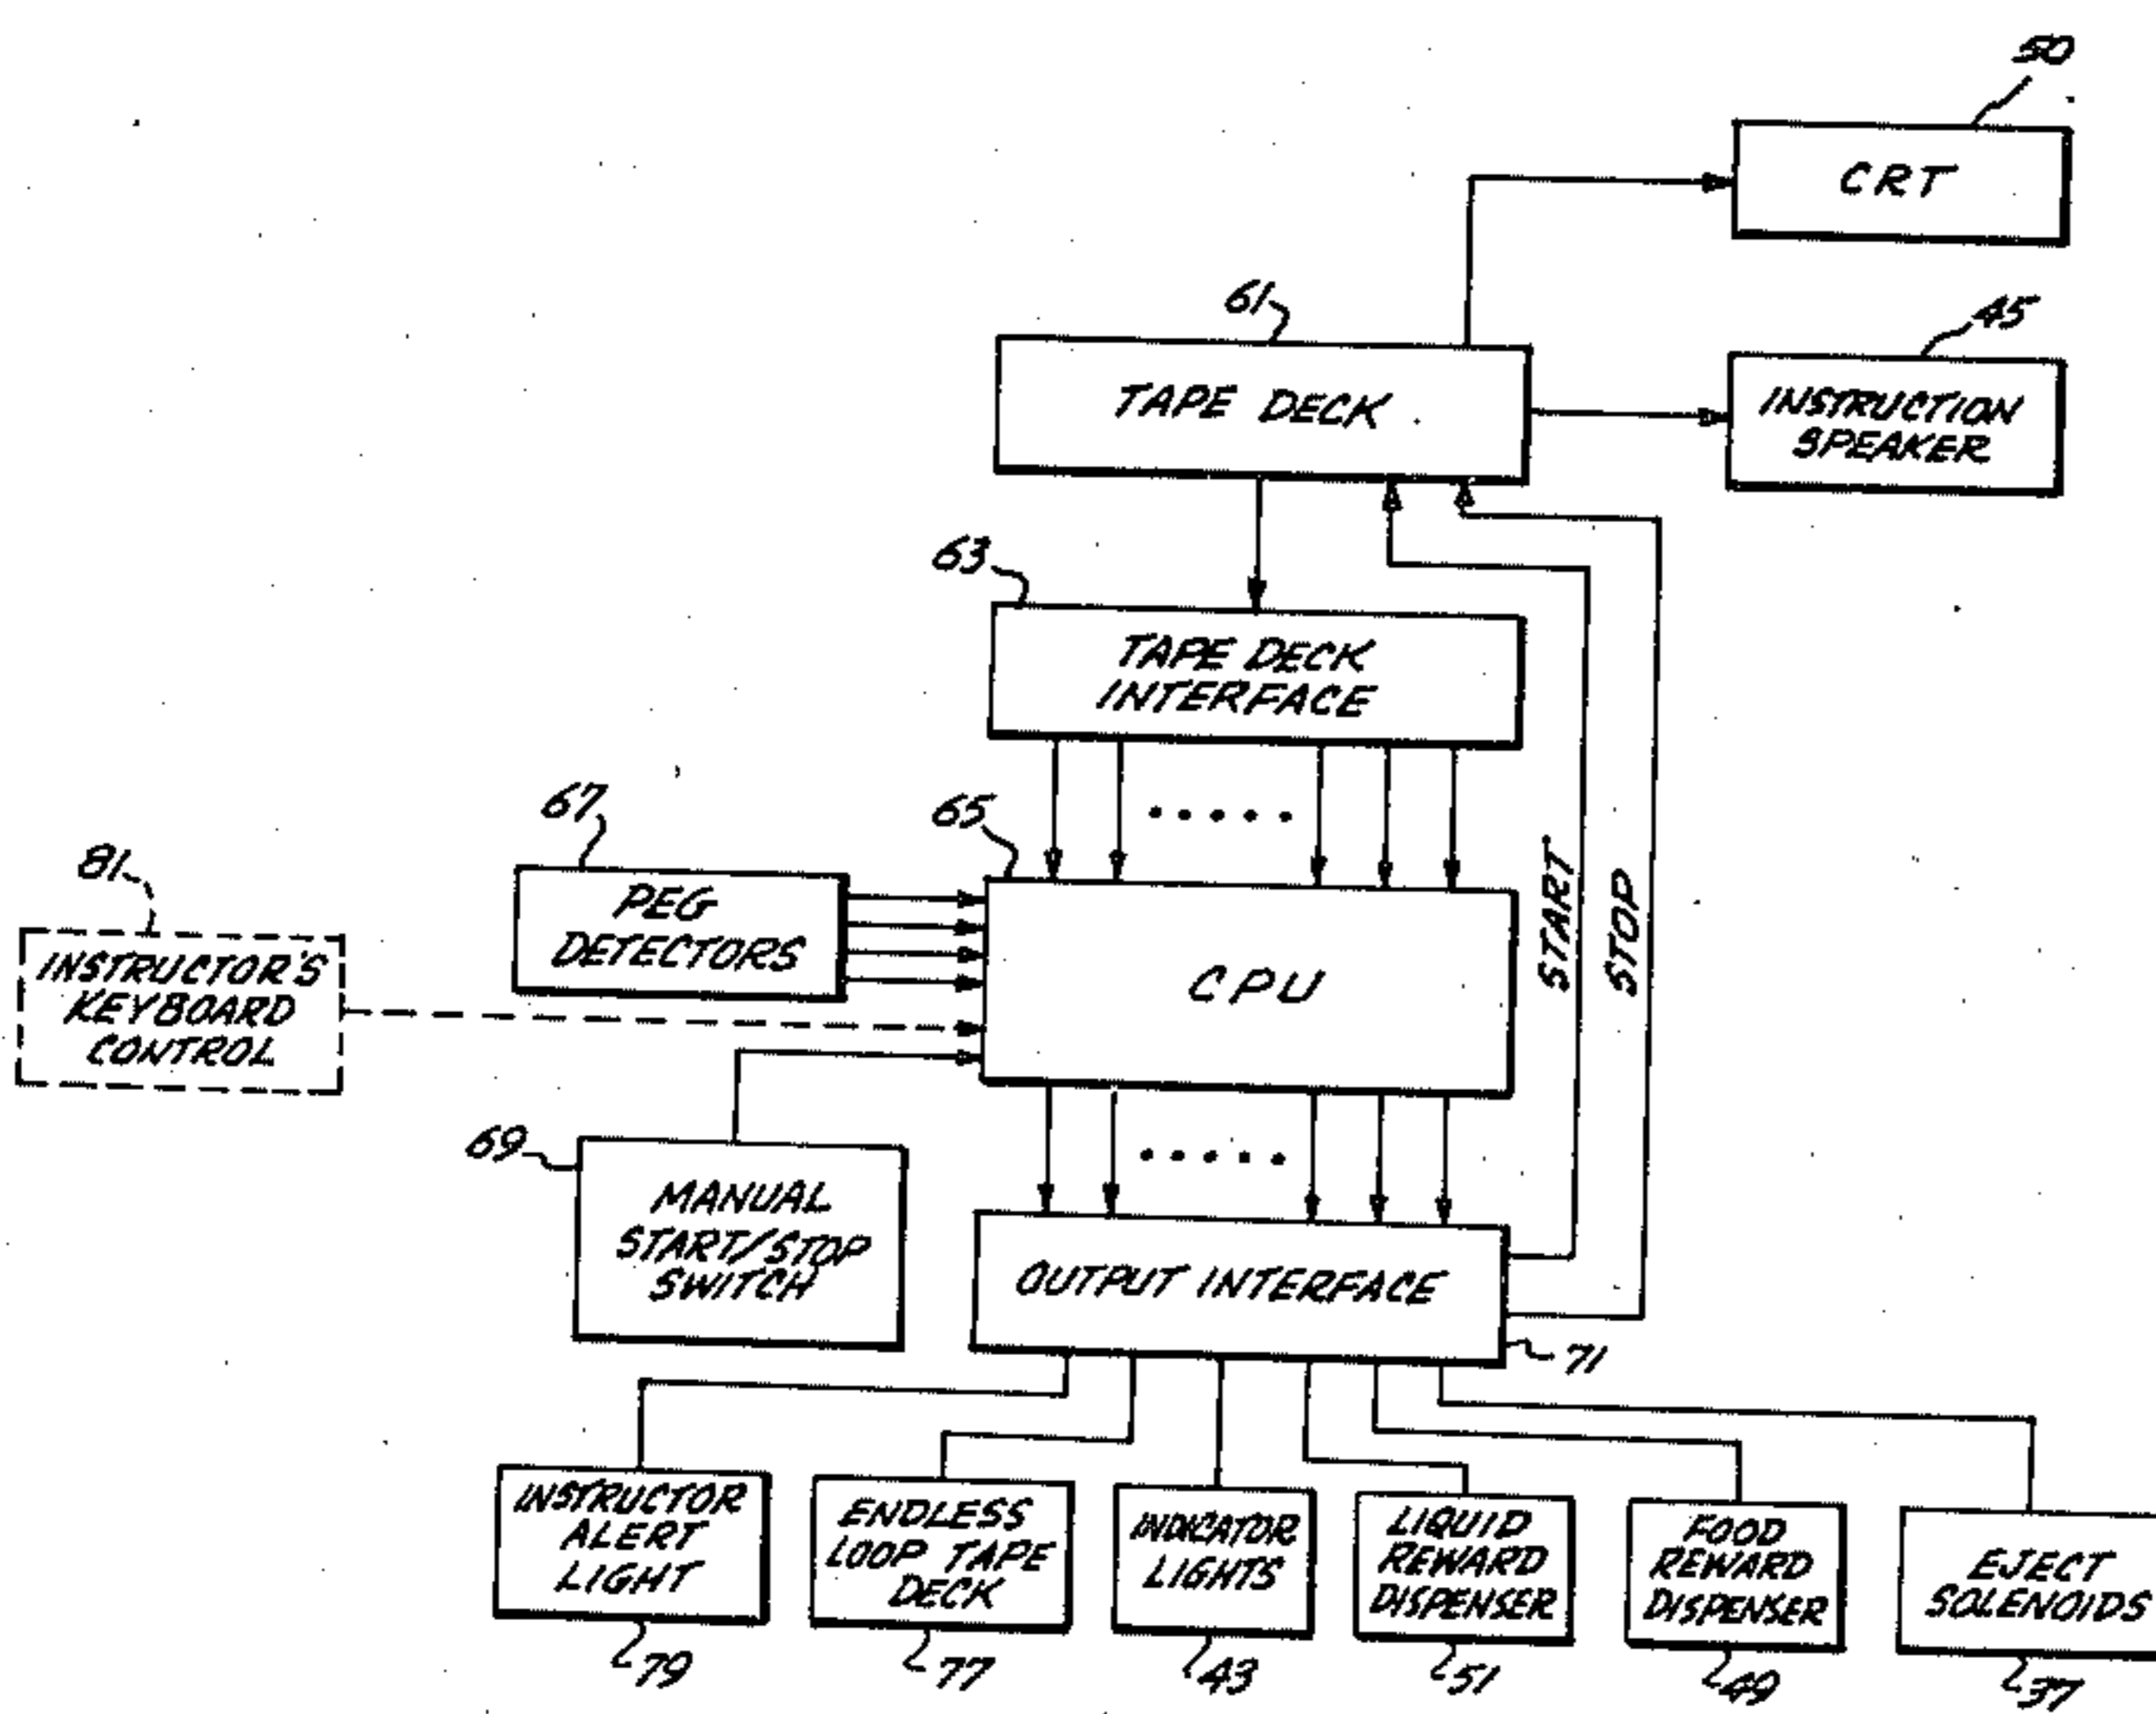 50
CRT
61
45
TAPE DECK
INSTRUCTION
SPEAKER
63
TAPE DECK
INTERFACE
67
65
81
PEG
DETECTORS
START
STOP
INSTRUCTOR'S
KEYBOARD
CONTROL
CPU
69
MANUAL
START/STOP
SWITCH
OUTPUT INTERFACE
71
INSTRUCTOR
ALERT
LIGHT
ENDLESS
LOOP TAPE
DECK
INDICATOR
LIGHTS
LIQUID
REWARD
DISPENSER
FOOD
REWARD
DISPENSER
EJECT
SOLENOIDS
79
77
43
51
49
37